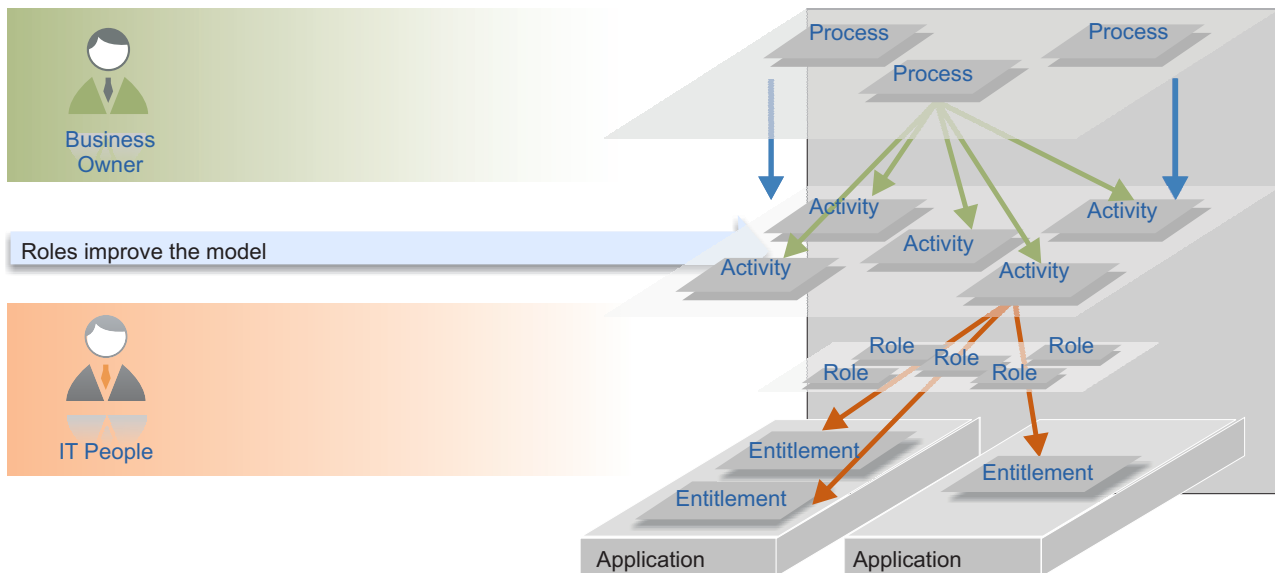 Business
Owner
Process
Process
Process
Activity
Activity
Activity
Roles improve the model
Activity
Activity
IT People
Role
Role
Role
Role
Role
Entitlement
Entitlement
Entitlement
Application
Application